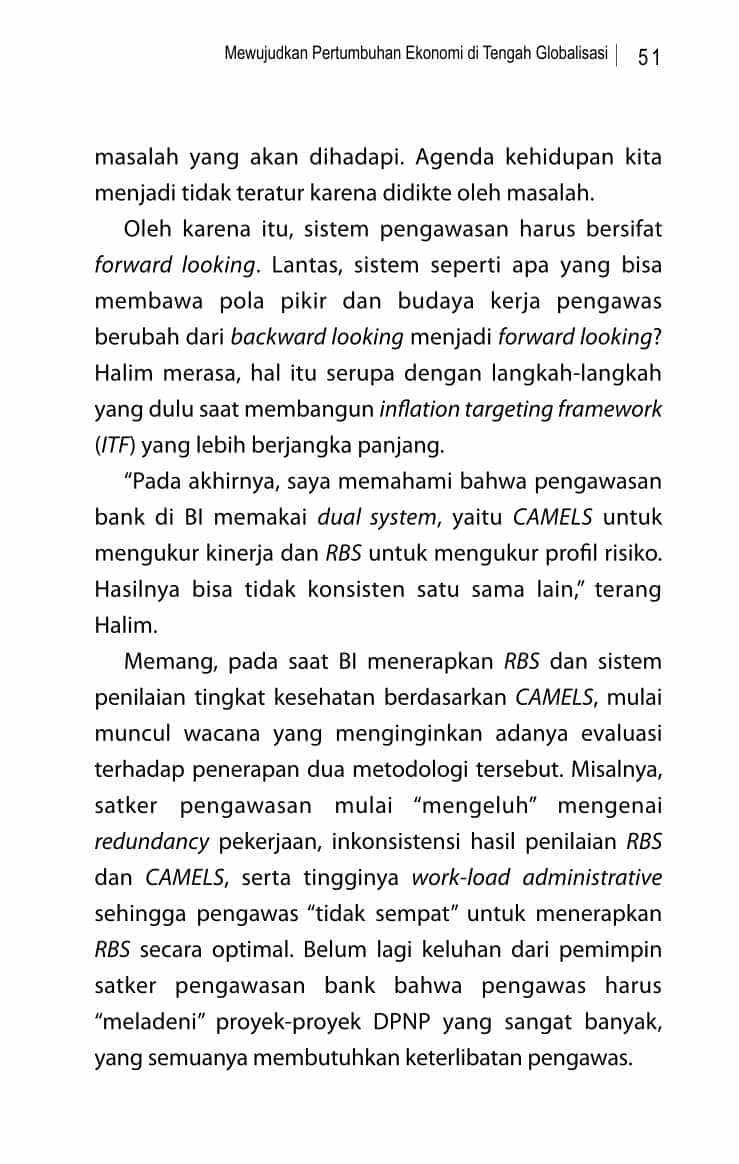 Mewujudkan Pertumbuhan Ekonomi di Tengah Globalisasi | 51
masalah yang akan dihadapi. Agenda kehidupan kita
menjadi tidak teratur karena didikte oleh masalah.
Oleh karena itu, sistem pengawasan harus bersifat
forward looking. Lantas, sistem seperti apa yang bisa
membawa pola pikir dan budaya kerja pengawas
berubah dari backward looking menjadi forward looking?
Halim merasa, hal itu serupa dengan langkah-langkah
yang dulu saat membangun inflation targeting framework
(ITF) yang lebih berjangka panjang.
“Pada akhirnya, saya memahami bahwa pengawasan
bank di BI memakai dual system, yaitu CAMELS untuk
mengukur kinerja dan RBS untuk mengukur profil risiko.
Hasilnya bisa tidak konsisten satu sama lain,” terang
Halim.
Memang, pada saat BI menerapkan RBS dan sistem
penilaian tingkat kesehatan berdasarkan CAMELS, mulai
muncul wacana yang menginginkan adanya evaluasi
terhadap penerapan dua metodologi tersebut. Misalnya,
satker pengawasan mulai “mengeluh” mengenai
redundancy pekerjaan, inkonsistensi hasil penilaian RBS
dan CAMELS, serta tingginya work-load administrative
sehingga pengawas “tidak sempat” untuk menerapkan
RBS secara optimal. Belum lagi keluhan dari pemimpin
satker pengawasan bank bahwa pengawas harus
“meladeni” proyek-proyek DPNP yang sangat banyak,
yang semuanya membutuhkan keterlibatan pengawas.